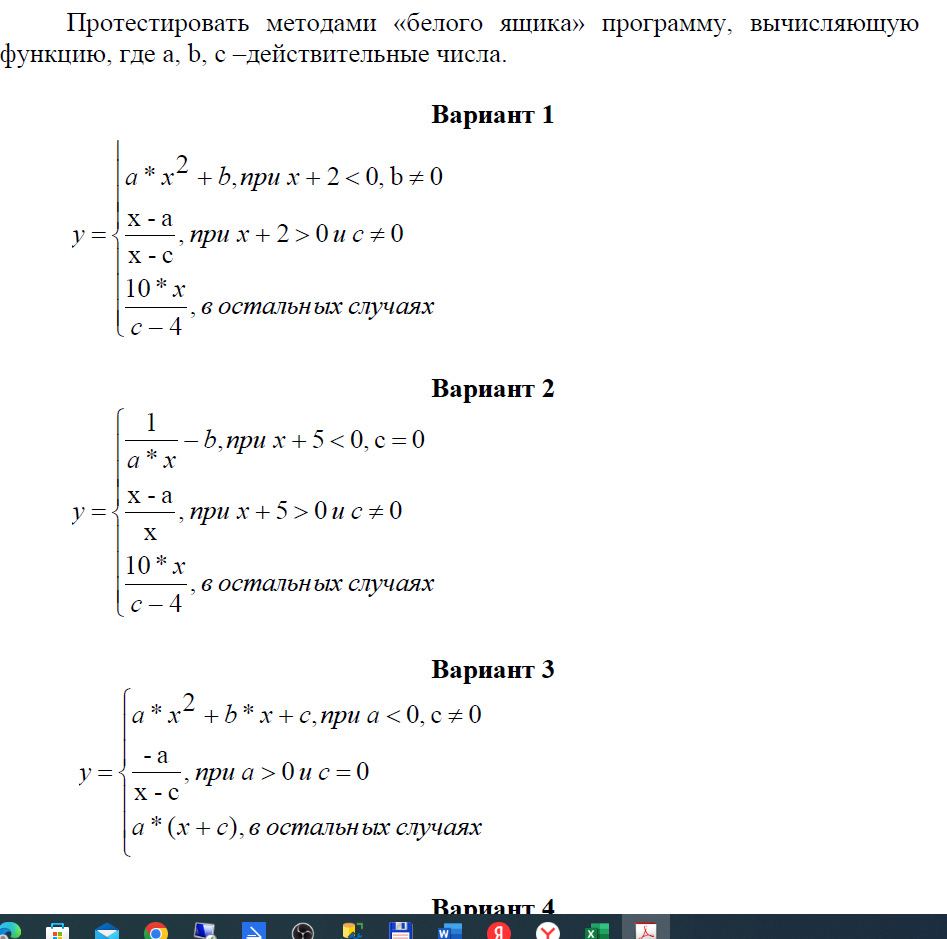 Протестировать методами «белого ящика» программу, вычисляющую
функцию, где a, b, c –действительные числа.
Вариант 1
a * x² + b, при x + 2 < 0, b ≠ 0
y = x - a / x - c, при x + 2 > 0 и c ≠ 0
10 * x / c – 4, в остальных случаях
Вариант 2
1 / a * x – b, при x + 5 < 0, c = 0
y = x - a / x, при x + 5 > 0 и c ≠ 0
10 * x / c – 4, в остальных случаях
Вариант 3
a * x² + b * x + c, при a < 0, c ≠ 0
y = - a / x - c, при a > 0 и c = 0
a * (x + c), в остальных случаях
Вариант 4